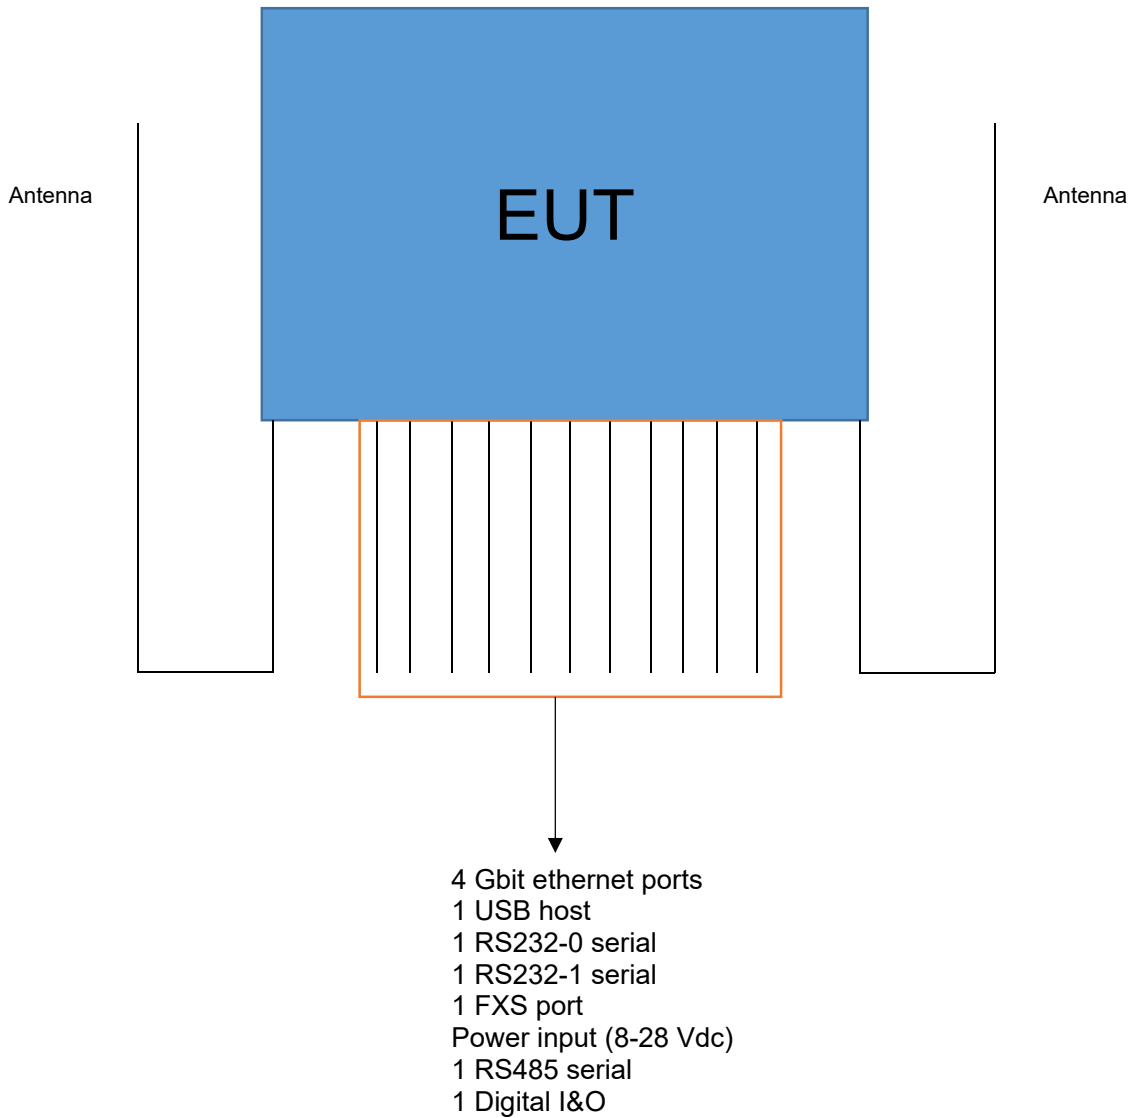 EUT
Antenna
Antenna
4 Gbit ethernet ports
1 USB host
1 RS232-0 serial
1 RS232-1 serial
1 FXS port
Power input (8-28 Vdc)
1 RS485 serial
1 Digital I&O